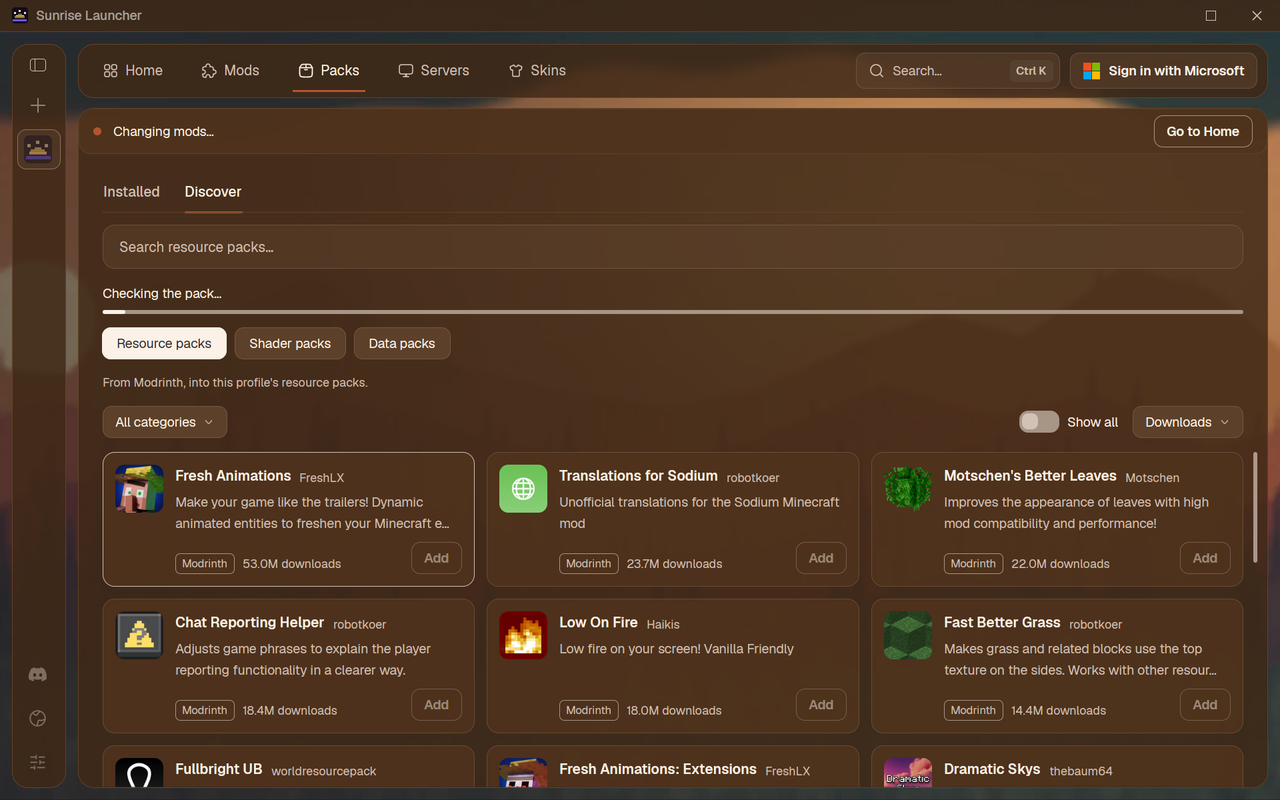 Sunrise Launcher
Home
Mods
Packs
Servers
Skins
Search...
Ctrl K
Sign in with Microsoft
Changing mods...
Go to Home
Installed
Discover
Search resource packs...
Checking the pack...
Resource packs
Shader packs
Data packs
From Modrinth, into this profile's resource packs.
All categories
Show all
Downloads
Fresh Animations FreshLX
Make your game like the trailers! Dynamic
animated entities to freshen your Minecraft e...
Modrinth 53.0M downloads
Add
Translations for Sodium robotkoer
Unofficial translations for the Sodium Minecraft
mod
Modrinth 23.7M downloads
Add
Motschen's Better Leaves Motschen
Improves the appearance of leaves with high
mod compatibility and performance!
Modrinth 22.0M downloads
Add
Chat Reporting Helper robotkoer
Adjusts game phrases to explain the player
reporting functionality in a clearer way.
Modrinth 18.4M downloads
Add
Low On Fire Haikis
Low fire on your screen! Vanilla Friendly
Modrinth 18.0M downloads
Add
Fast Better Grass robotkoer
Makes grass and related blocks use the top
texture on the sides. Works with other resour...
Modrinth 14.4M downloads
Add
Fullbright UB worldresourcepack
Fresh Animations: Extensions FreshLX
Dramatic Skys thebaum64
Dramatic